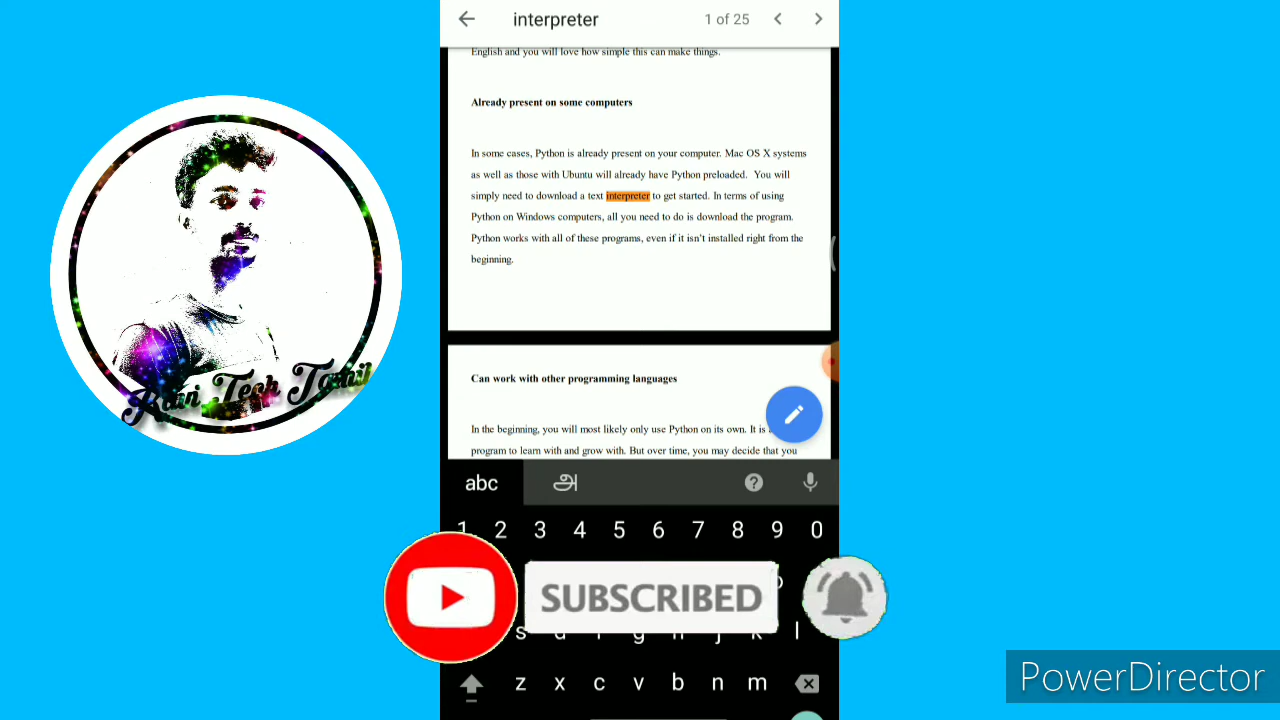 interpreter 1 of 25
English and you will love how simple this can make things.
Already present on some computers
In some cases, Python is already present on your computer. Mac OS X systems
as well as those with Ubuntu will already have Python preloaded. You will
simply need to download a text interpreter to get started. In terms of using
Python on Windows computers, all you need to do is download the program.
Python works with all of these programs, even if it isn't installed right from the
beginning.
Can work with other programming languages
In the beginning, you will most likely only use Python on its own. It is
program to learn with and grow with. But over time, you may decide that you
abc அ
1 2 3 4 5 6 7 8 9 0
SUBSCRIBED
s d f g h j k l
z x c v b n m
Tech Tamil
PowerDirector